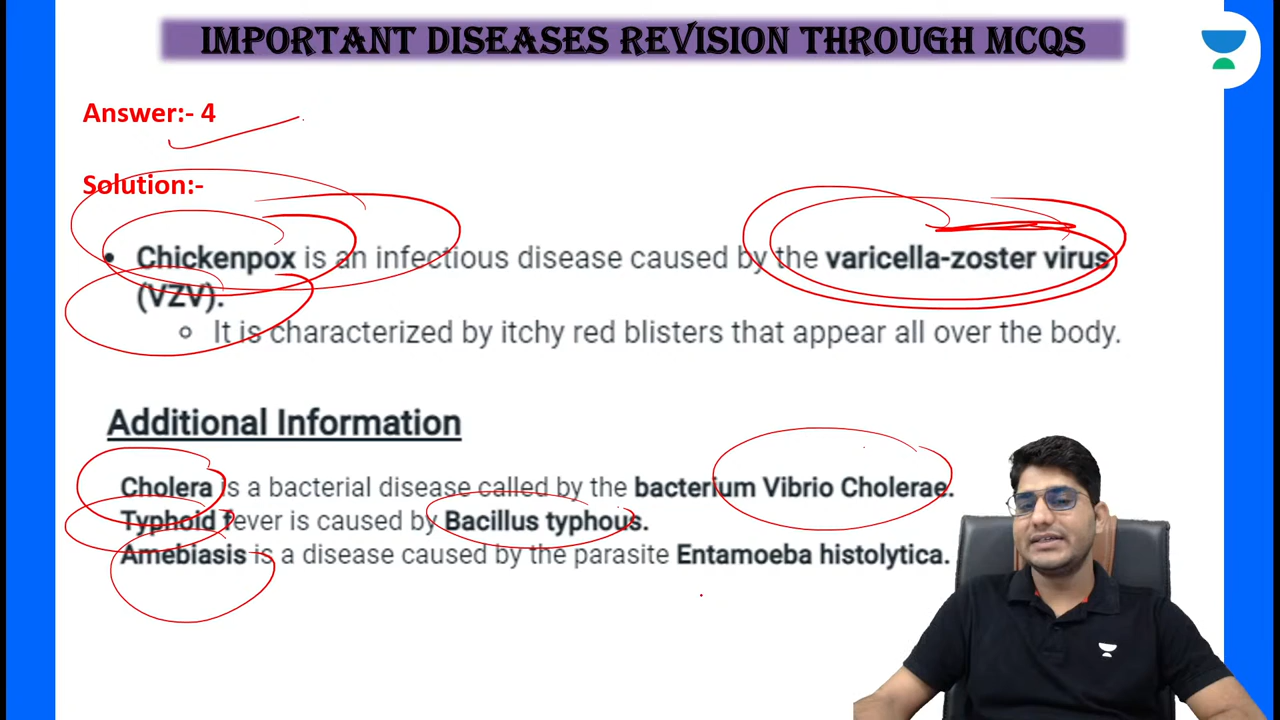 IMPORTANT DISEASES REVISION THROUGH MCQS
Answer:- 4
Solution:-
• Chickenpox is an infectious disease caused by the varicella-zoster virus
(VZV).
○ It is characterized by itchy red blisters that appear all over the body.
Additional Information
Cholera is a bacterial disease called by the bacterium Vibrio Cholerae.
Typhoid fever is caused by Bacillus typhous.
Amebiasis is a disease caused by the parasite Entamoeba histolytica.